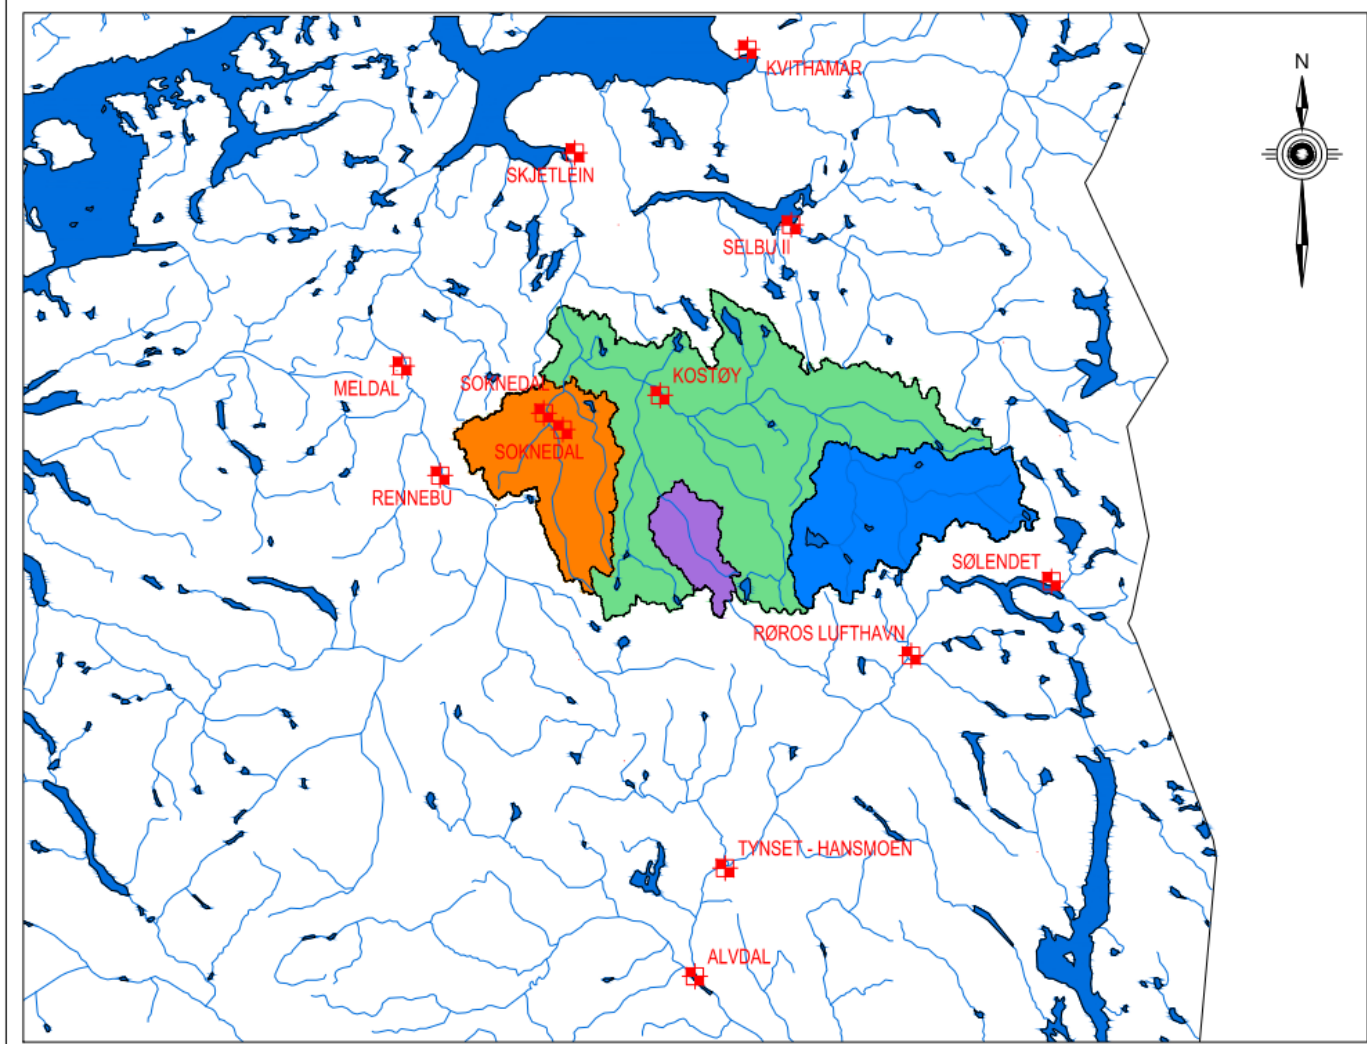 N
KVITHAMAR
SKJETLEIN
SELBU II
MELDAL
SOKNEDAL
KOSTØY
SOKNEDAL
RENNEBU
SØLENDET
RØROS LUFTHAVN
TYNSET - HANSMOEN
ALVDAL